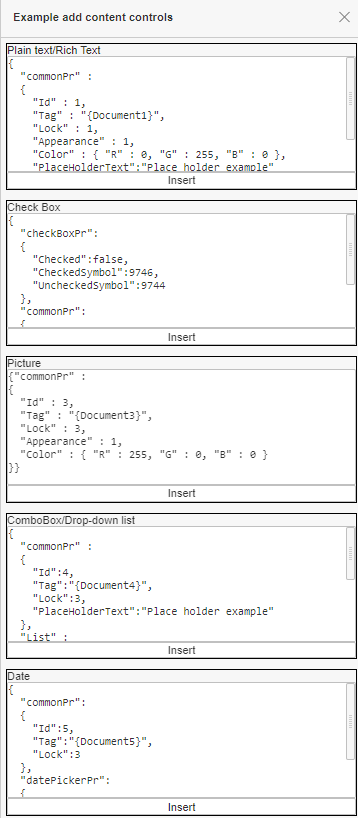 Example add content controls
Plain text/Rich Text
{
"commonPr" :
{
"Id" : 1,
"Tag" : "{Document1}",
"Lock" : 1,
"Appearance" : 1,
"Color" : { "R" : 0, "G" : 255, "B" : 0 },
"PlaceHolderText":"Place holder example"
Insert
Check Box
{
"checkBoxPr":
{
"Checked":false,
"CheckedSymbol":9746,
"UncheckedSymbol":9744
},
"commonPr":
{
Insert
Picture
{"commonPr" :
{
"Id" : 3,
"Tag" : "{Document3}",
"Lock" : 3,
"Appearance" : 1,
"Color" : { "R" : 255, "G" : 0, "B" : 0 }
}}
Insert
ComboBox/Drop-down list
{
"commonPr" :
{
"Id":4,
"Tag":"{Document4}",
"Lock":3,
"PlaceHolderText":"Place holder example"
},
"List" :
Insert
Date
{
"commonPr":
{
"Id":5,
"Tag":"{Document5}",
"Lock":3
},
"datePickerPr":
{
Insert